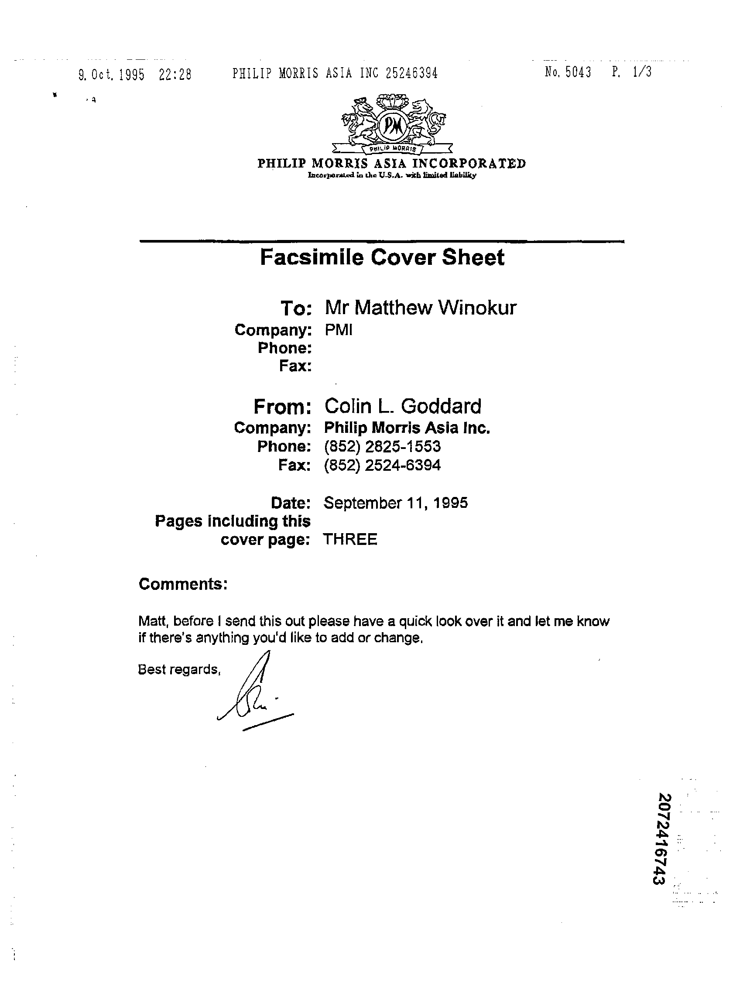 9. Oct. 1995 22:28 PHILIP MORRIS ASIA INC 25246394 No. 5043 P. 1/3
PM
PHILIP MORRIS
PHILIP MORRIS ASIA INCORPORATED
Incorporated in the U.S.A. with limited liability
Facsimile Cover Sheet
To: Mr Matthew Winokur
Company: PMI
Phone:
Fax:
From: Colin L. Goddard
Company: Philip Morris Asia Inc.
Phone: (852) 2825-1553
Fax: (852) 2524-6394
Date: September 11, 1995
Pages including this
cover page: THREE
Comments:
Matt, before I send this out please have a quick look over it and let me know
if there's anything you'd like to add or change.
Best regards,
2072416743